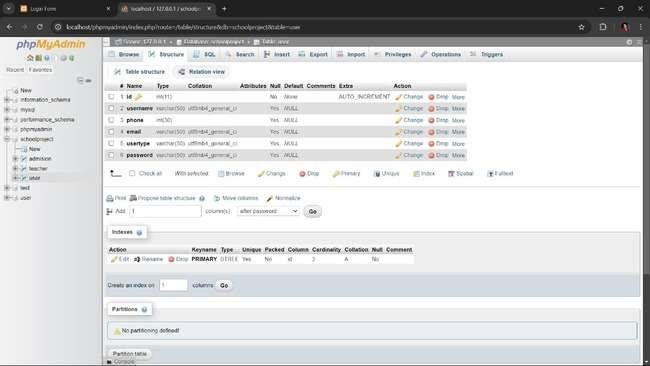 Login Form
localhost / 127.0.0.1 / schoolpr
localhost/phpmyadmin/index.php?route=/table/structure&db=schoolproject&table=user
phpMyAdmin
Recent Favorites
New
information_schema
mysql
performance_schema
phpmyadmin
schoolproject
New
admision
teacher
user
test
user
Server: 127.0.0.1 » Database: schoolproject » Table: user
Browse Structure SQL Search Insert Export Import Privileges Operations Triggers
Table structure Relation view
# Name Type Collation Attributes Null Default Comments Extra Action
1 id int(11) No None AUTO_INCREMENT Change Drop More
2 username varchar(50) utf8mb4_general_ci Yes NULL Change Drop More
3 phone int(30) Yes NULL Change Drop More
4 email varchar(50) utf8mb4_general_ci Yes NULL Change Drop More
5 usertype varchar(50) utf8mb4_general_ci Yes NULL Change Drop More
6 password varchar(50) utf8mb4_general_ci Yes NULL Change Drop More
Check all With selected: Browse Change Drop Primary Unique Index Spatial Fulltext
Print Propose table structure Move columns Normalize
Add 1 column(s) after password Go
Indexes
Action Keyname Type Unique Packed Column Cardinality Collation Null Comment
Edit Rename Drop PRIMARY BTREE Yes No id 3 A No
Create an index on 1 columns Go
Partitions
No partitioning defined!
Partition table
Console